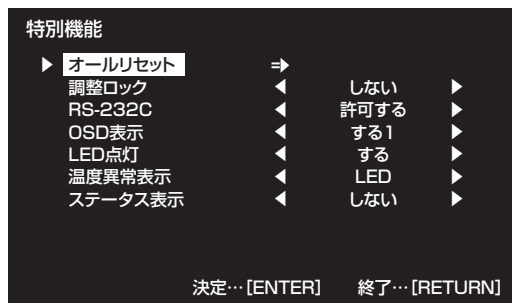 特別機能
▶ オールリセット ⇒
調整ロック ◀ しない ▶
RS-232C ◀ 許可する ▶
OSD表示 ◀ する1 ▶
LED点灯 ◀ する ▶
温度異常表示 ◀ LED ▶
ステータス表示 ◀ しない ▶
決定…[ENTER] 終了…[RETURN]